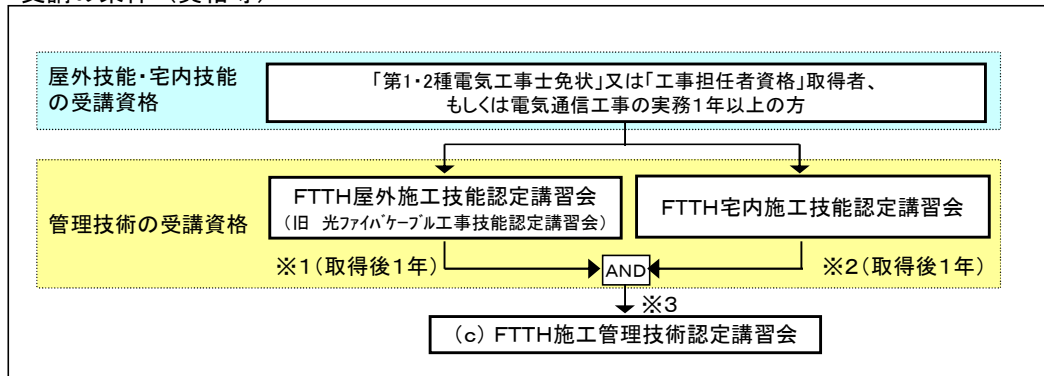 受講の条件（資格等）
屋外技能・宅内技能
の受講資格
「第1・2種電気工事士免状」又は「工事担任者資格」取得者、
もしくは電気通信工事の実務1年以上の方
管理技術の受講資格
FTTH屋外施工技能認定講習会
（旧　光ﾌｧｲﾊﾞｹｰﾌﾞﾙ工事技能認定講習会）
FTTH宅内施工技能認定講習会
※1（取得後1年）
AND
※2（取得後1年）
※3
（c）FTTH施工管理技術認定講習会